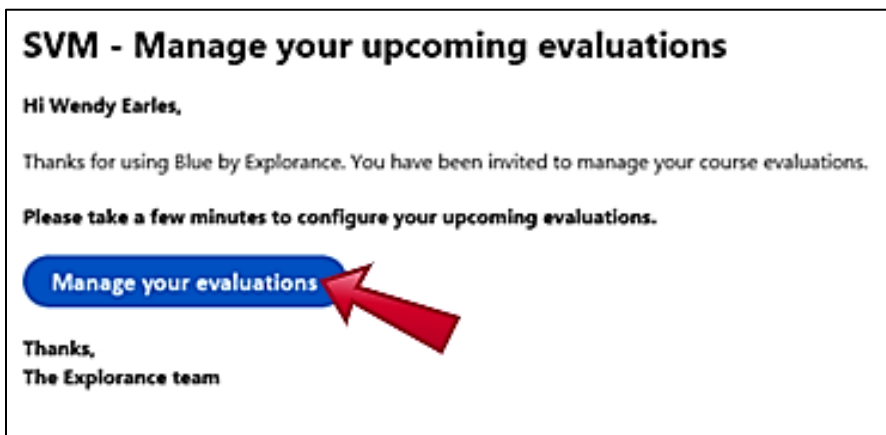 SVM - Manage your upcoming evaluations
Hi Wendy Earles,
Thanks for using Blue by Explorance. You have been invited to manage your course evaluations.
Please take a few minutes to configure your upcoming evaluations.
Manage your evaluations
Thanks,
The Explorance team